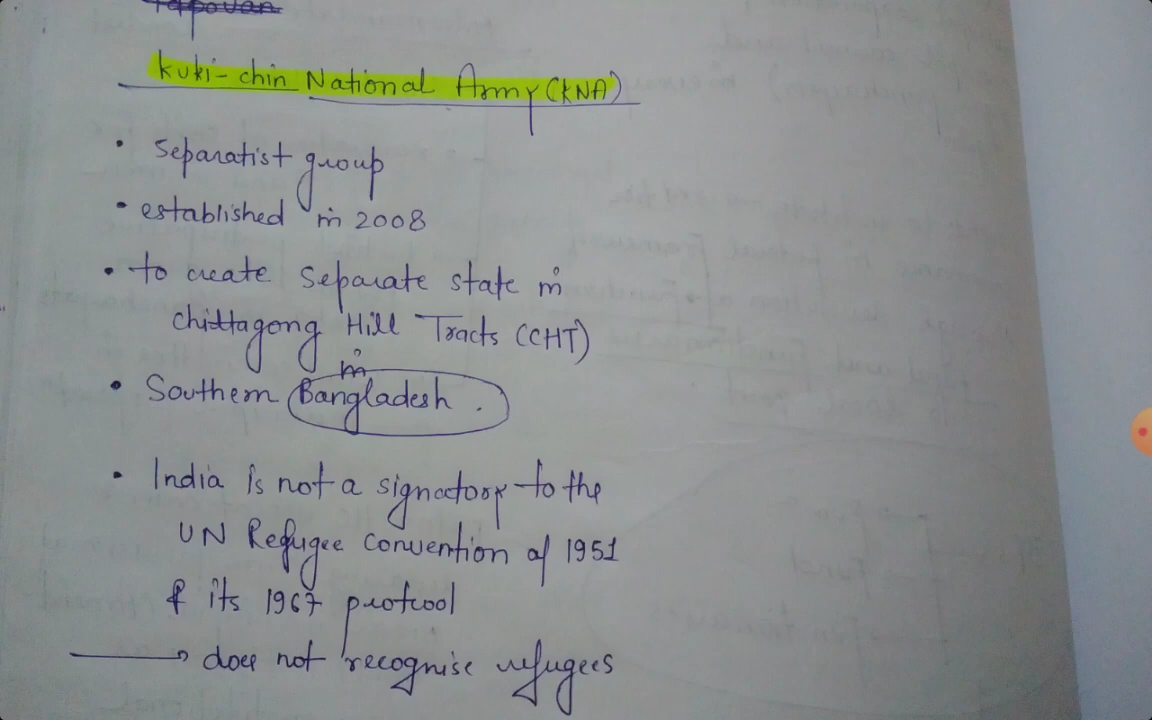 Tapovan
Kuki-chin National Army (KNA)
• Separatist group
• established in 2008
• to create separate state in
Chittagong Hill Tracts (CHT)
in
• Southern Bangladesh.
• India is not a signatory to the
UN Refugee Convention of 1951
& its 1967 protcool
→ does not recognise refugees